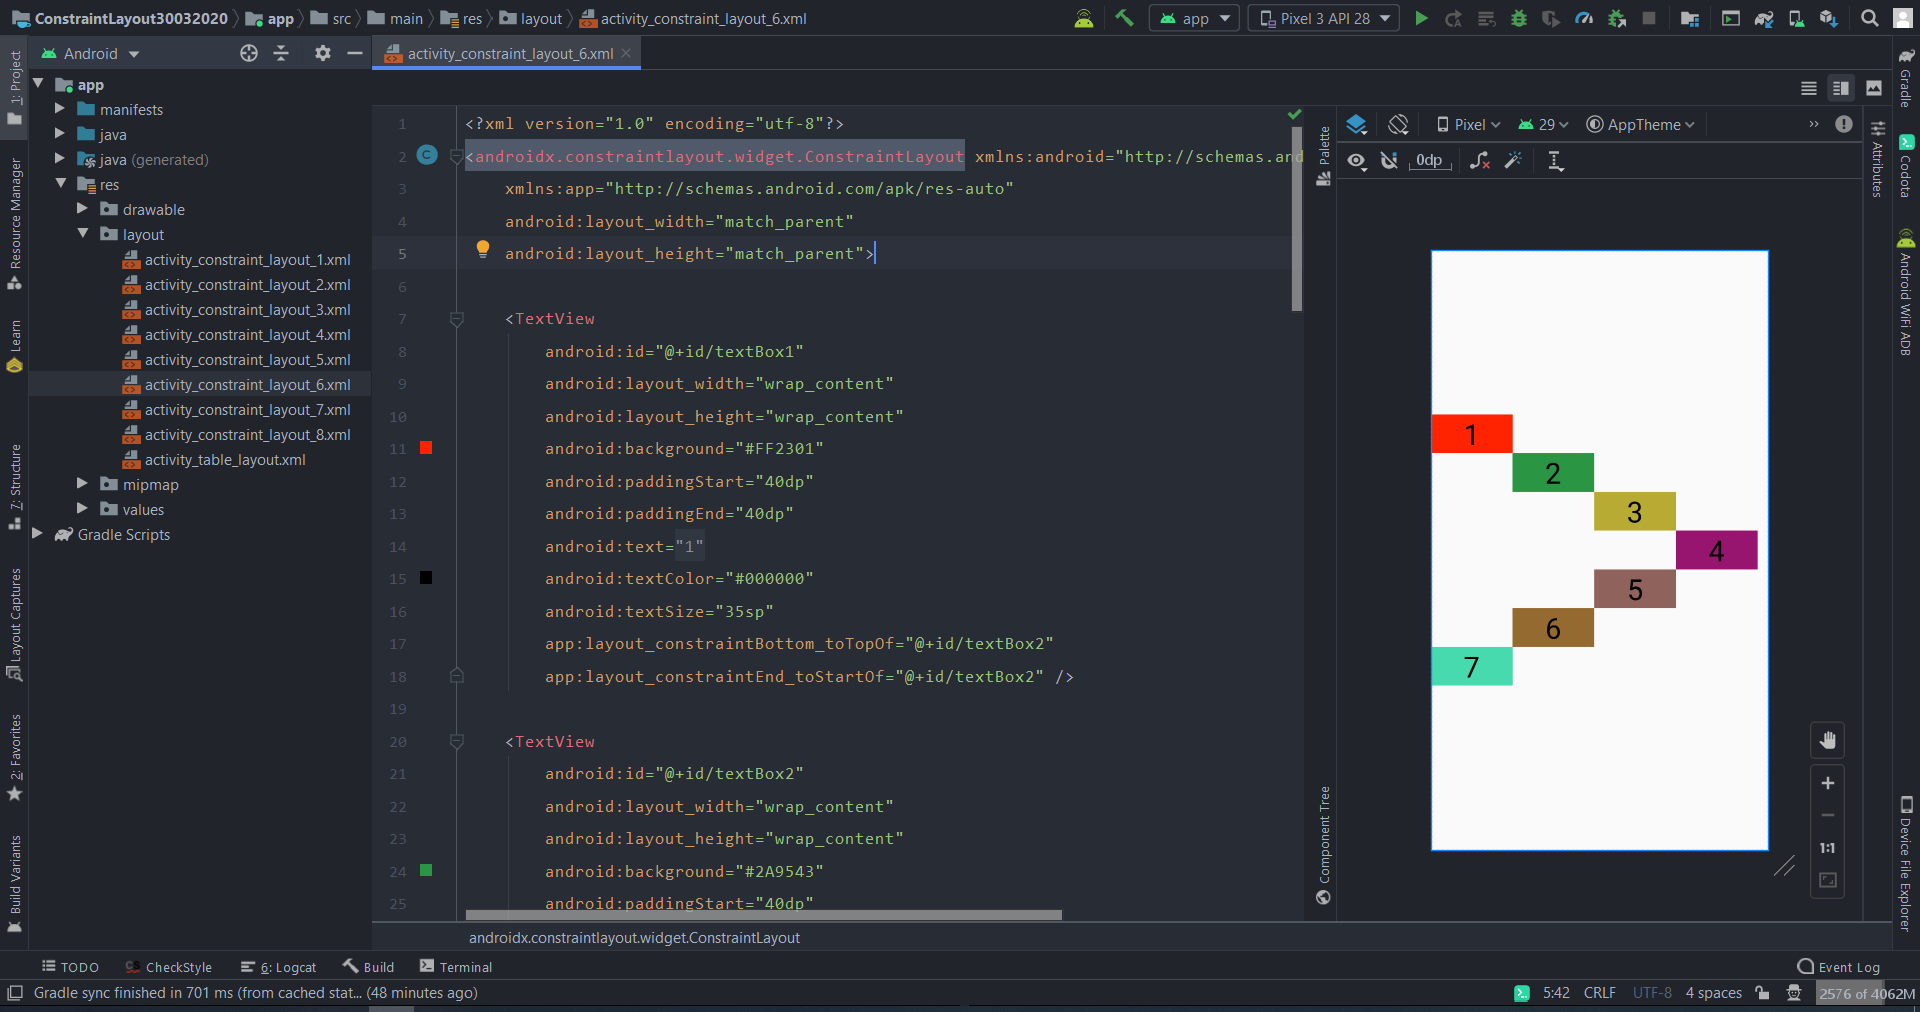 ConstraintLayout30032020 app src main res layout activity_constraint_layout_6.xml app Pixel 3 API 28
Android activity_constraint_layout_6.xml
1: Project
Resource Manager
Learn
7: Structure
Layout Captures
2: Favorites
Build Variants
app
manifests
java
java (generated)
res
drawable
layout
activity_constraint_layout_1.xml
activity_constraint_layout_2.xml
activity_constraint_layout_3.xml
activity_constraint_layout_4.xml
activity_constraint_layout_5.xml
activity_constraint_layout_6.xml
activity_constraint_layout_7.xml
activity_constraint_layout_8.xml
activity_table_layout.xml
mipmap
values
Gradle Scripts
1 <?xml version="1.0" encoding="utf-8"?>
2 C <androidx.constraintlayout.widget.ConstraintLayout xmlns:android="http://schemas.and
3 xmlns:app="http://schemas.android.com/apk/res-auto"
4 android:layout_width="match_parent"
5 android:layout_height="match_parent">
6
7 <TextView
8 android:id="@+id/textBox1"
9 android:layout_width="wrap_content"
10 android:layout_height="wrap_content"
11 android:background="#FF2301"
12 android:paddingStart="40dp"
13 android:paddingEnd="40dp"
14 android:text="1"
15 android:textColor="#000000"
16 android:textSize="35sp"
17 app:layout_constraintBottom_toTopOf="@+id/textBox2"
18 app:layout_constraintEnd_toStartOf="@+id/textBox2" />
19
20 <TextView
21 android:id="@+id/textBox2"
22 android:layout_width="wrap_content"
23 android:layout_height="wrap_content"
24 android:background="#2A9543"
25 android:paddingStart="40dp"
androidx.constraintlayout.widget.ConstraintLayout
Palette
Component Tree
Pixel 29 AppTheme
0dp
1
2
3
4
5
6
7
1:1
Attributes
Gradle
Codota
Android WiFi ADB
Device File Explorer
TODO CheckStyle 6: Logcat Build Terminal Event Log
Gradle sync finished in 701 ms (from cached stat... (48 minutes ago) 5:42 CRLF UTF-8 4 spaces 2576 of 4062M